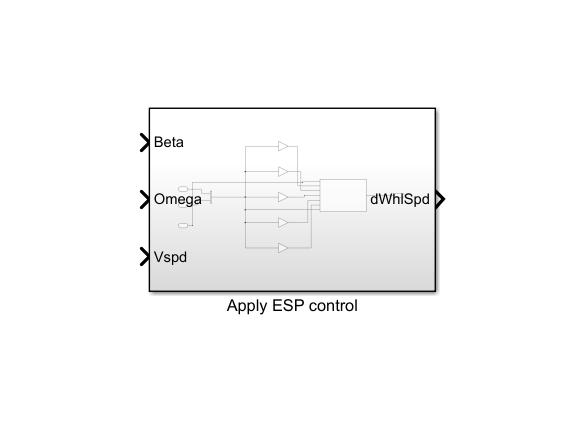 Beta
Omega
dWhlSpd
Vspd
Apply ESP control